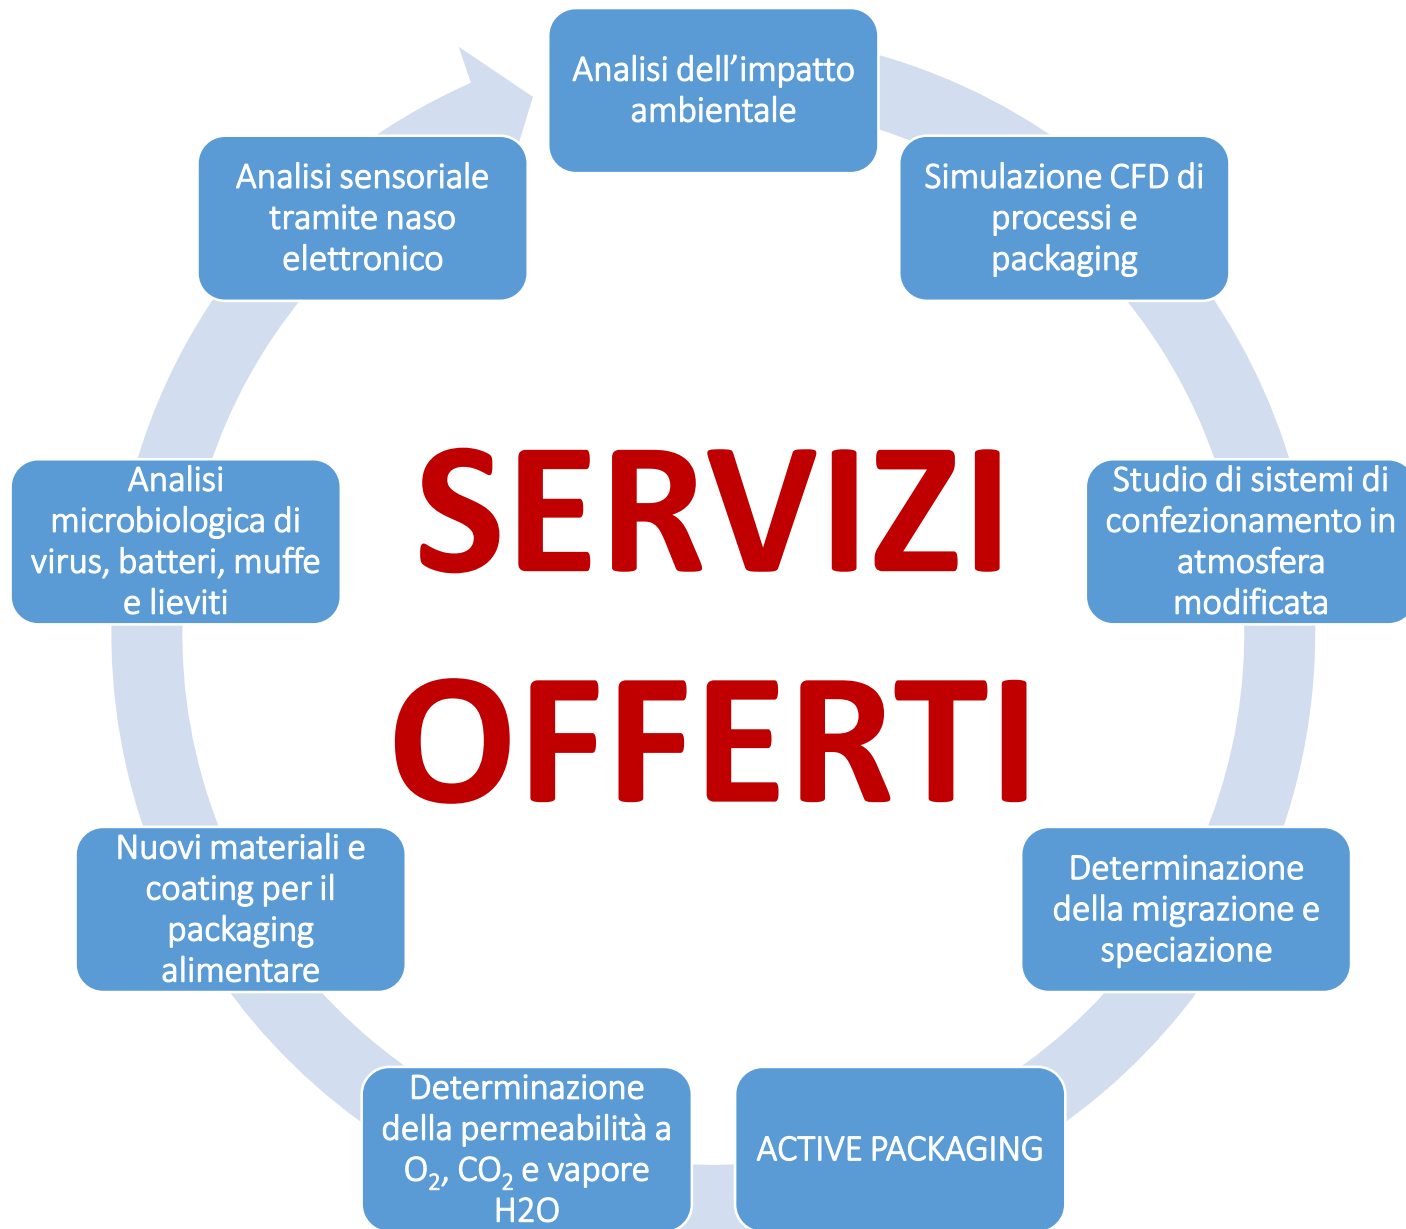 Analisi dell’impatto
ambientale
Simulazione CFD di
processi e
packaging
Studio di sistemi di
confezionamento in
atmosfera
modificata
Determinazione
della migrazione e
speciazione
ACTIVE PACKAGING
Determinazione
della permeabilità a
O₂, CO₂ e vapore
H2O
Nuovi materiali e
coating per il
packaging
alimentare
Analisi
microbiologica di
virus, batteri, muffe
e lieviti
Analisi sensoriale
tramite naso
elettronico
SERVIZI
OFFERTI